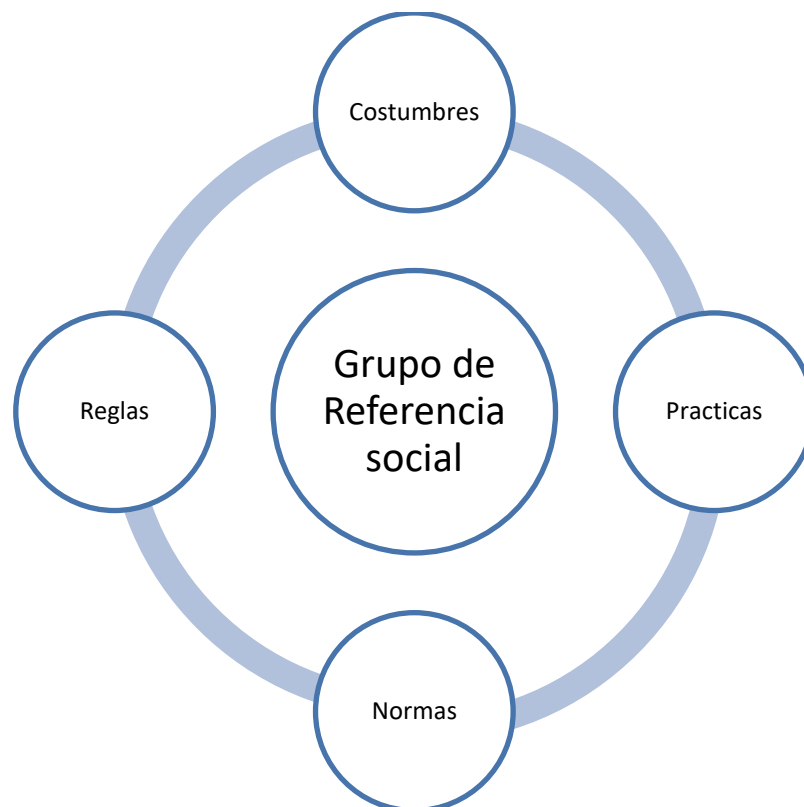 Costumbres
Grupo de
Referencia
social
Reglas
Practicas
Normas